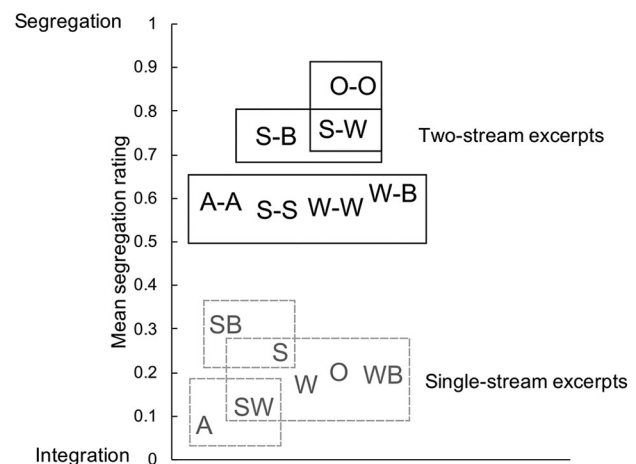 Segregation
1
0.9
O-O
0.8
S-B
S-W
Two-stream excerpts
0.7
A-A
S-S
W-W
W-B
0.6
0.5
Mean segregation rating
0.4
SB
0.3
S
0.2
W
O
WB
Single-stream excerpts
SW
0.1
A
Integration
0